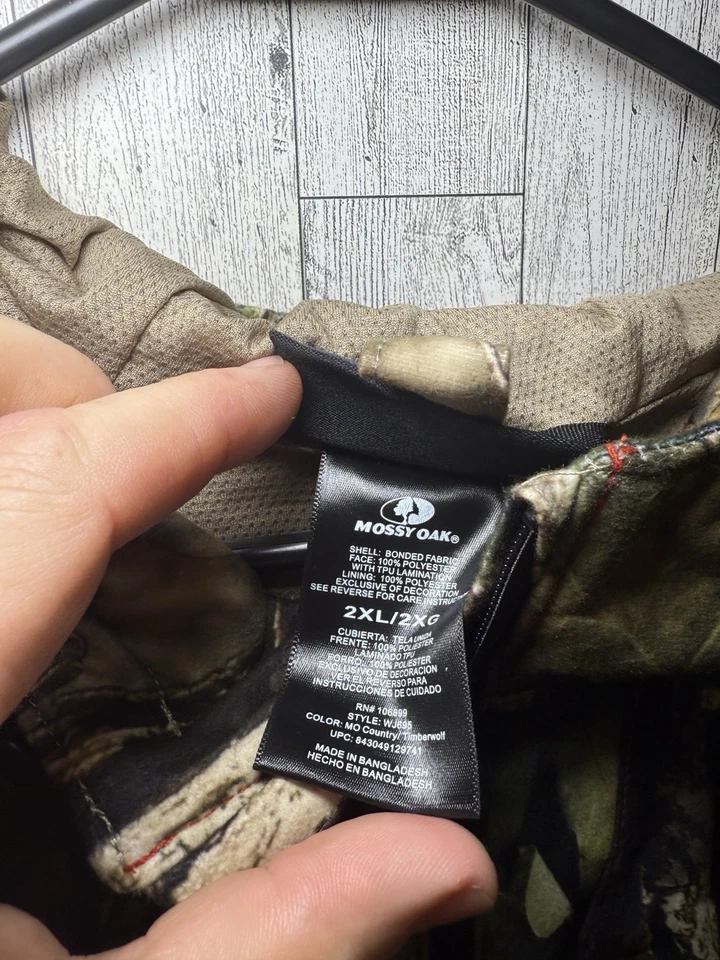 MOSSY OAK®
SHELL: BONDED FABRIC
FACE: 100% POLYESTER
WITH TPU LAMINATION
LINING: 100% POLYESTER
EXCLUSIVE OF DECORATION
SEE REVERSE FOR CARE INSTRUC
2XL/2XG
CUBIERTA: TELA UNIDA
FRENTE: 100% POLIESTER
LAMINADO TPU
FORRO: 100% POLIESTER
EXCLUSIVO DE DECORACION
VER EL REVERSO PARA
INSTRUCCIONES DE CUIDADO
RN# 106899
STYLE: WJ695
COLOR: MO Country/ Timberwolf
UPC: 843049129741
MADE IN BANGLADESH
HECHO EN BANGLADESH